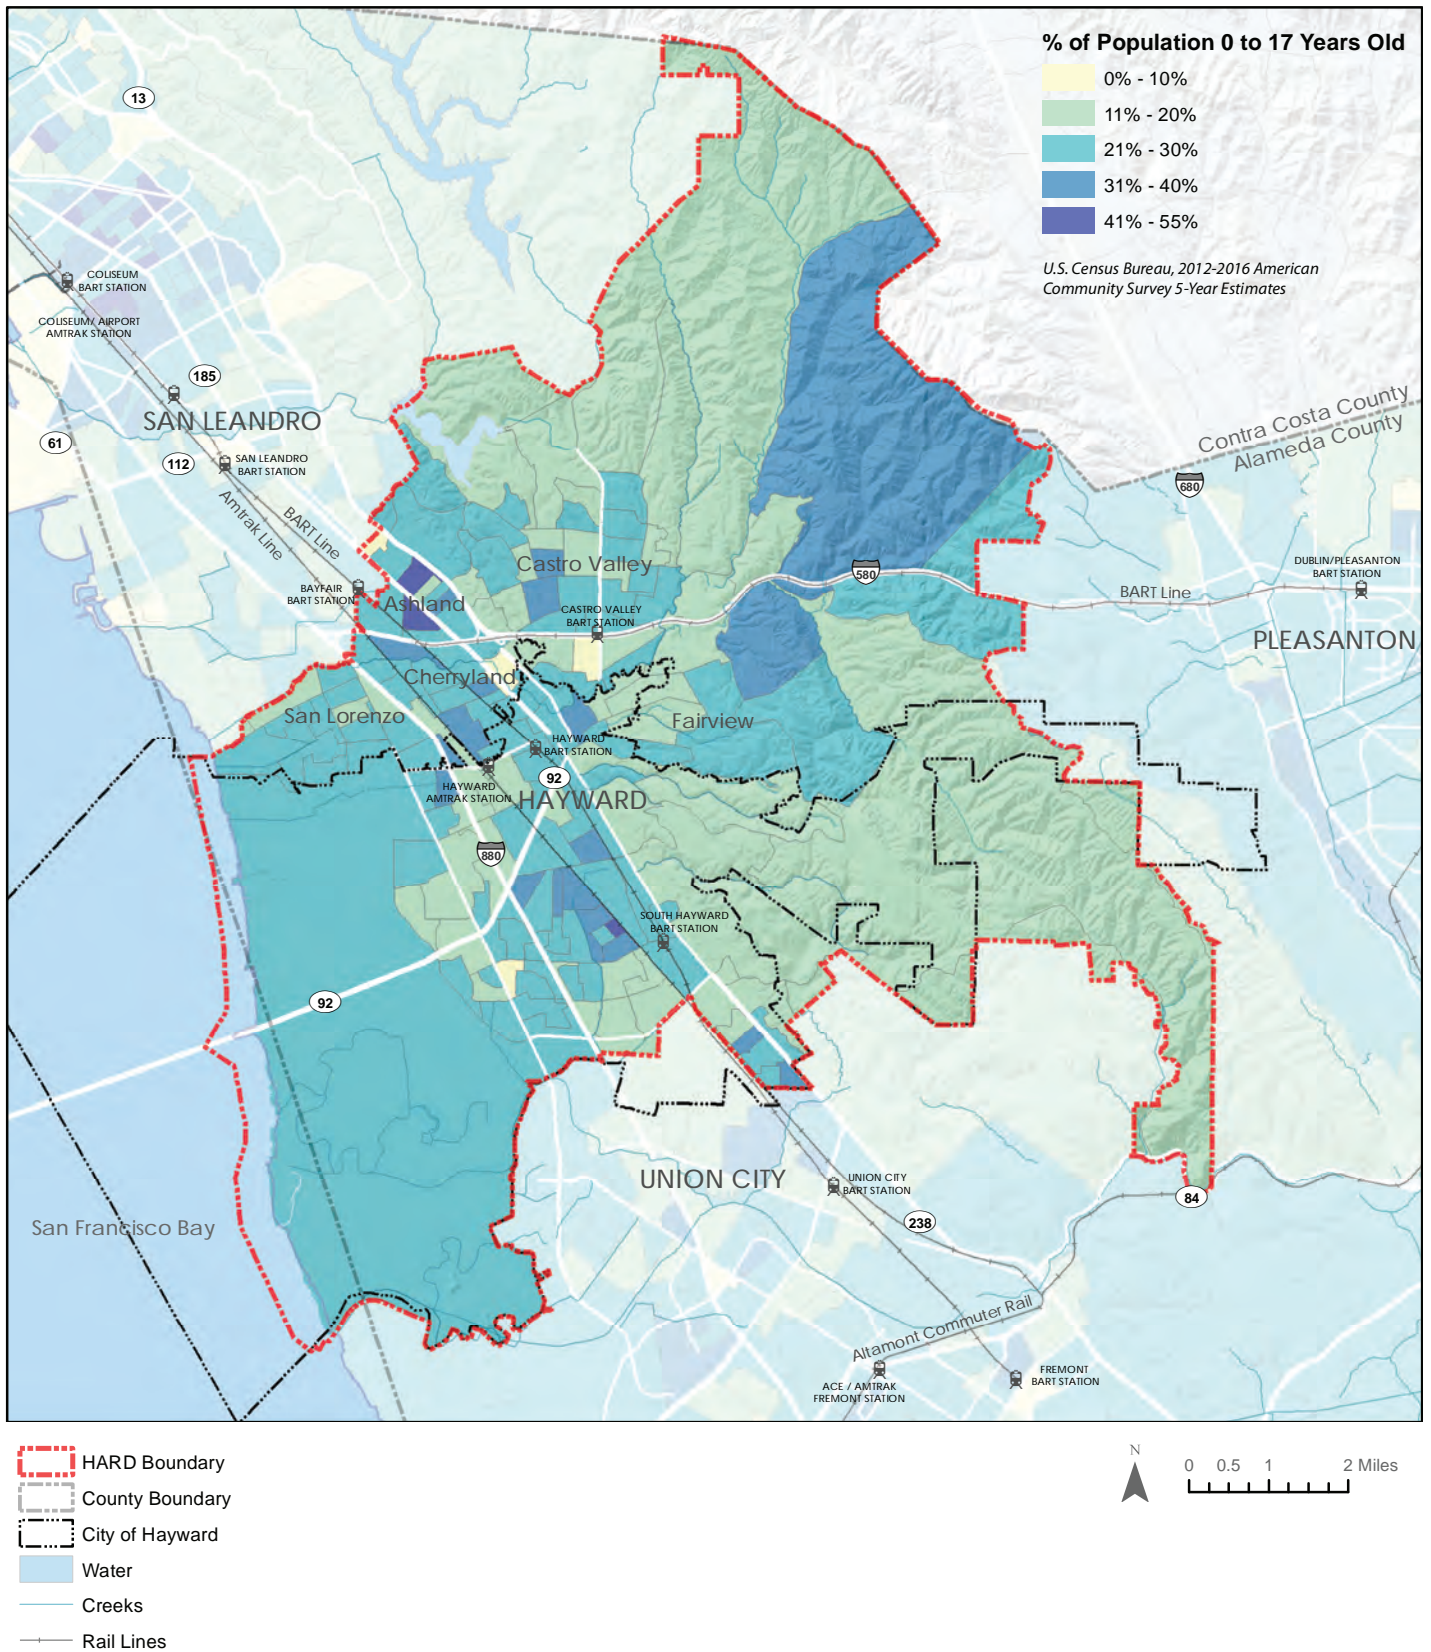 % of Population 0 to 17 Years Old
0% - 10%
11% - 20%
21% - 30%
31% - 40%
41% - 55%
U.S. Census Bureau, 2012-2016 American
Community Survey 5-Year Estimates
13
COLISEUM
BART STATION
COLISEUM/ AIRPORT
AMTRAK STATION
185
SAN LEANDRO
61
112
SAN LEANDRO
BART STATION
Amtrak Line
BART Line
Contra Costa County
Alameda County
680
BAYFAIR
BART STATION
Ashland
Castro Valley
CASTRO VALLEY
BART STATION
580
BART Line
DUBLIN/PLEASANTON
BART STATION
PLEASANTON
Cherryland
San Lorenzo
Fairview
HAYWARD
BART STATION
HAYWARD
AMTRAK STATION
92
HAYWARD
880
SOUTH HAYWARD
BART STATION
92
UNION CITY
UNION CITY
BART STATION
84
238
San Francisco Bay
Altamont Commuter Rail
ACE / AMTRAK
FREMONT STATION
FREMONT
BART STATION
HARD Boundary
County Boundary
City of Hayward
Water
Creeks
Rail Lines
N
0 0.5 1 2 Miles